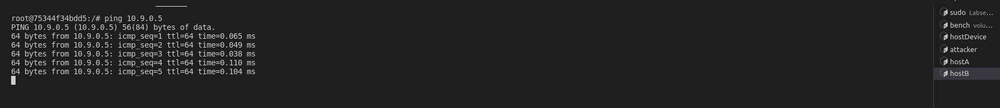 root@75344f34bdd5:/# ping 10.9.0.5
PING 10.9.0.5 (10.9.0.5) 56(84) bytes of data.
64 bytes from 10.9.0.5: icmp_seq=1 ttl=64 time=0.065 ms
64 bytes from 10.9.0.5: icmp_seq=2 ttl=64 time=0.049 ms
64 bytes from 10.9.0.5: icmp_seq=3 ttl=64 time=0.038 ms
64 bytes from 10.9.0.5: icmp_seq=4 ttl=64 time=0.110 ms
64 bytes from 10.9.0.5: icmp_seq=5 ttl=64 time=0.104 ms
sudo Labse...
bench volu...
hostDevice
attacker
hostA
hostB